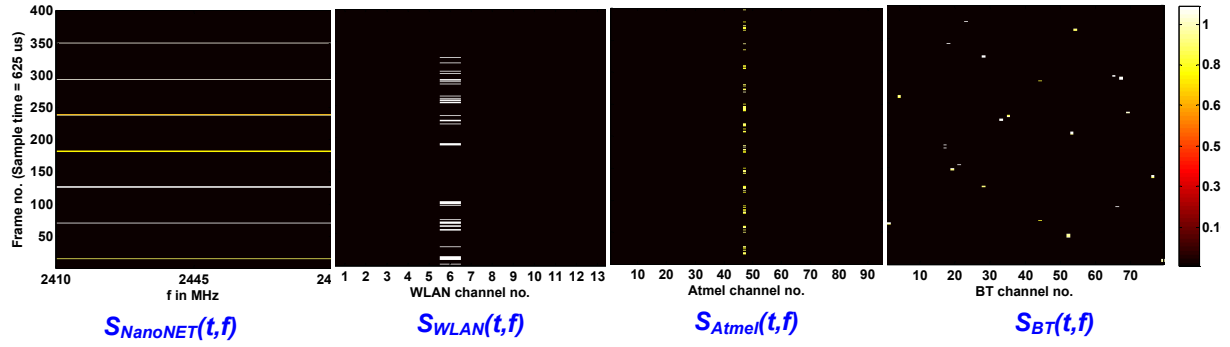 Frame no. (Sample time = 625 us)
400
350
300
250
200
150
100
50
2410 2445 24
f in MHz
S_NanoNET(t,f)
1 2 3 4 5 6 7 8 9 10 11 12 13
WLAN channel no.
S_WLAN(t,f)
10 20 30 40 50 60 70 80 90
Atmel channel no.
S_Atmel(t,f)
10 20 30 40 50 60 70
BT channel no.
S_BT(t,f)
1
0.8
0.6
0.5
0.3
0.1